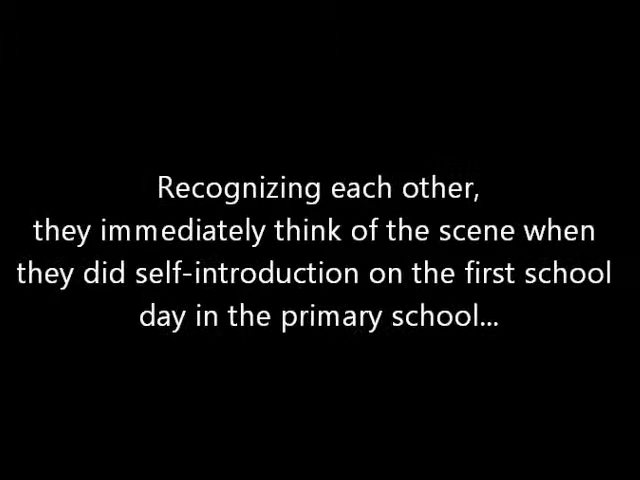 Recognizing each other,
they immediately think of the scene when
they did self-introduction on the first school
day in the primary school...